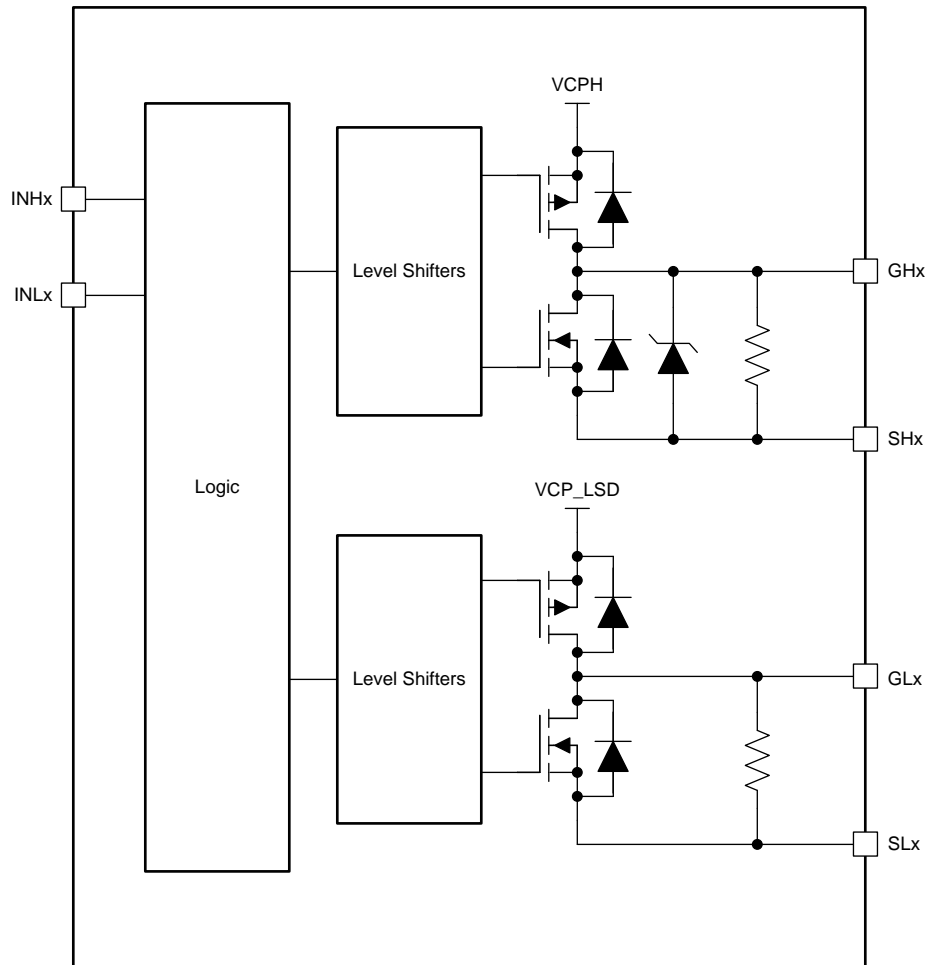 VCPH
INHx
INLx
Level Shifters
GHx
SHx
Logic
VCP_LSD
Level Shifters
GLx
SLx